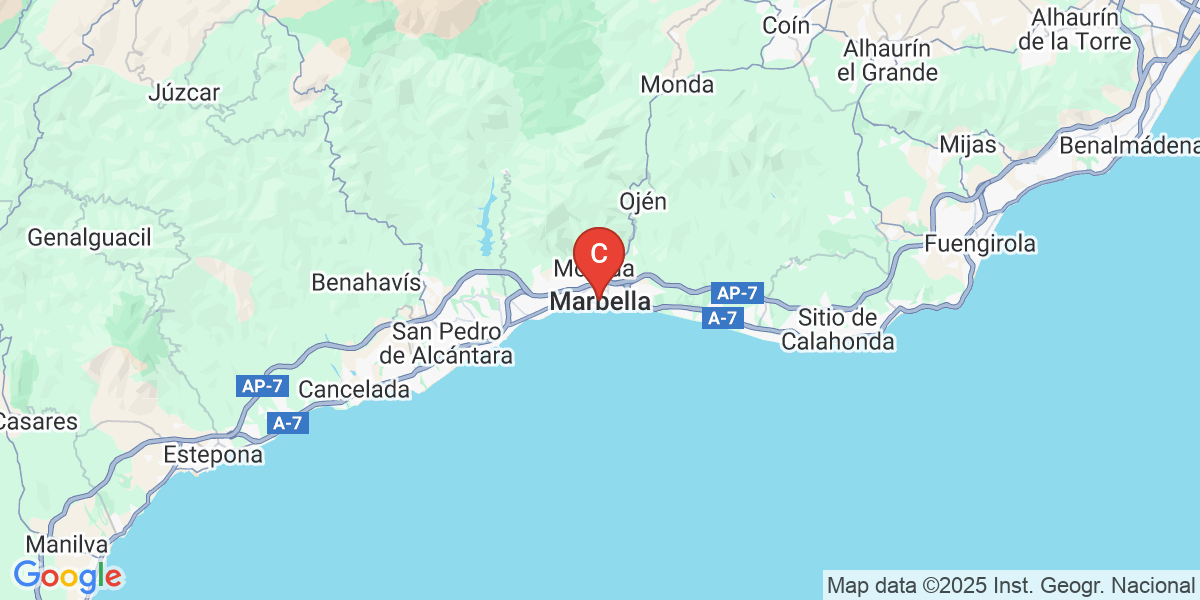 Coín
Alhaurín
de la Torre
Alhaurín
el Grande
Monda
Júzcar
Mijas
Benalmádena
Ojén
Genalguacil
Fuengirola
C
Benahavís
Marbella
AP-7
A-7
Sitio de
Calahonda
San Pedro
de Alcántara
AP-7
Cancelada
A-7
Casares
Estepona
Manilva
Google
Map data ©2025 Inst. Geogr. Nacional